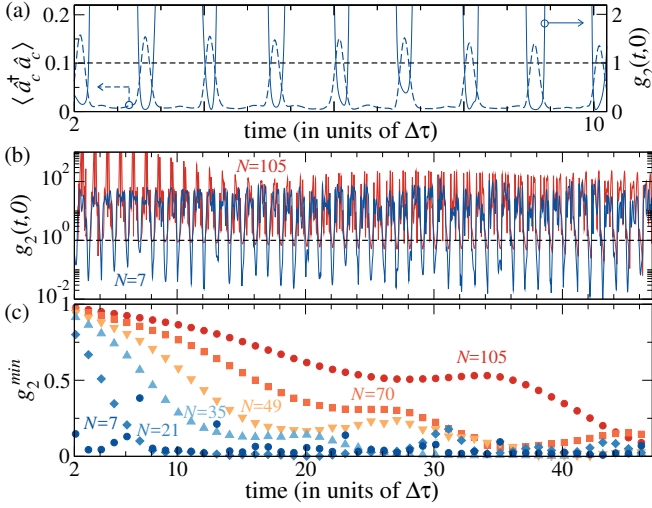 (a)
0.2
0.1
0
⟨ â_c^† â_c ⟩
2
1
0
g_2(t,0)
2
10
time (in units of Δτ)
(b)
10^2
10^1
10^0
10^-2
g_2(t,0)
N=105
N=7
(c)
1
0.5
0
g_2^min
N=105
N=70
N=49
N=35
N=21
N=7
2
10
20
30
40
time (in units of Δτ)